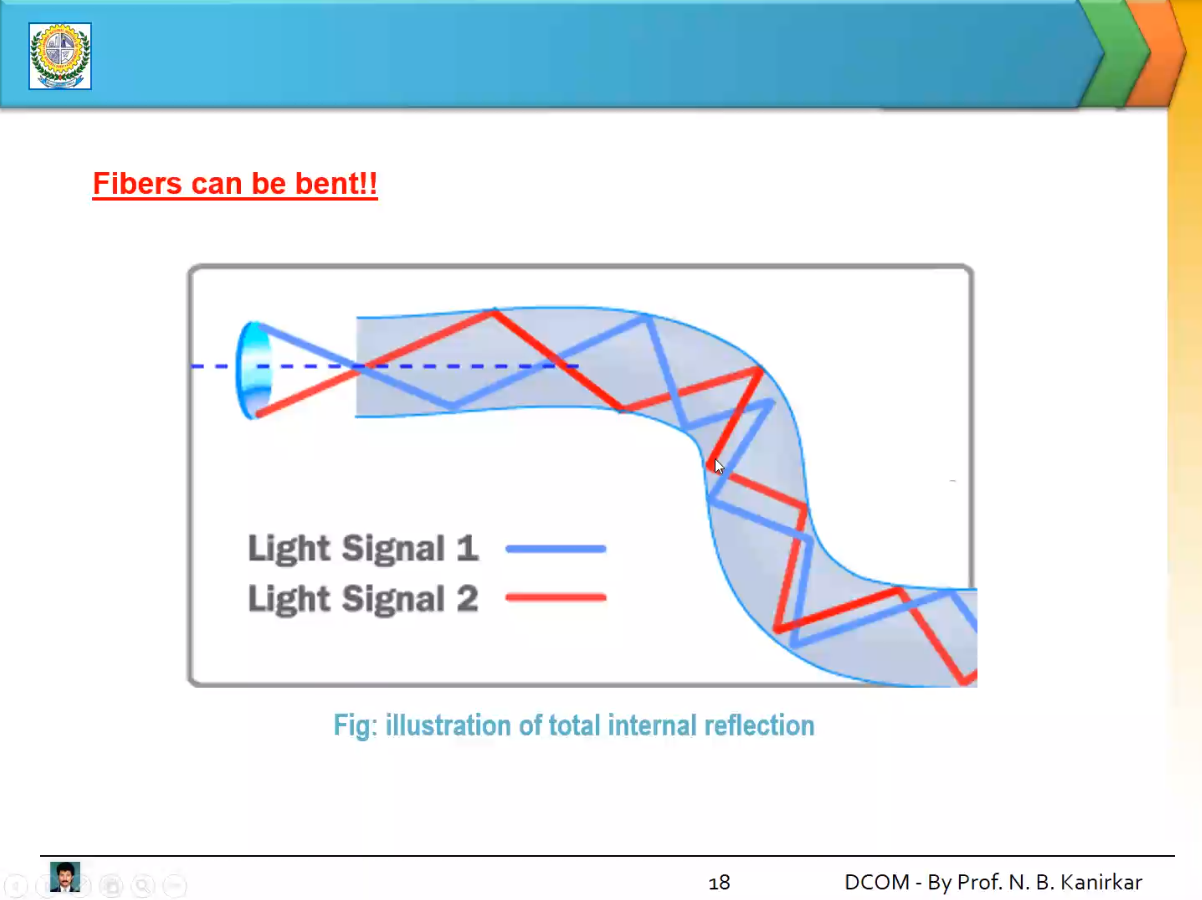 Fibers can be bent!!
Light Signal 1
Light Signal 2
Fig: illustration of total internal reflection
18
DCOM - By Prof. N. B. Kanirkar